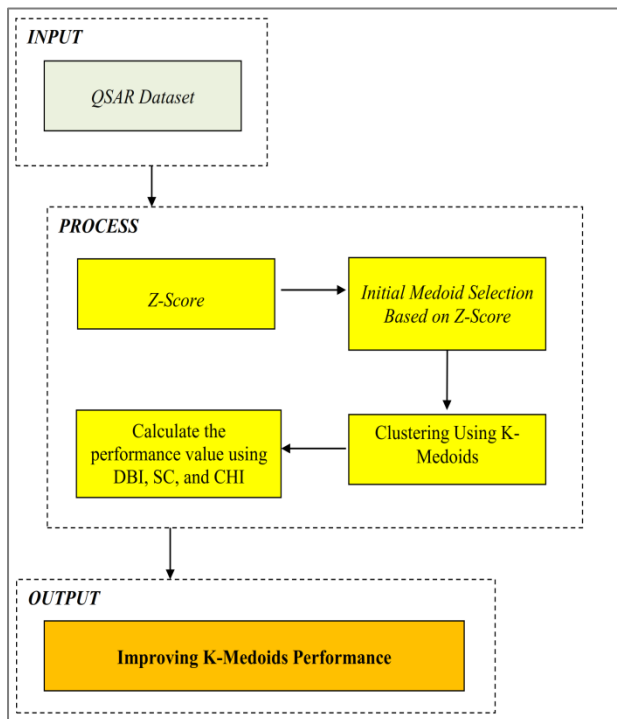 INPUT
QSAR Dataset
PROCESS
Z-Score
Initial Medoid Selection
Based on Z-Score
Calculate the
performance value using
DBI, SC, and CHI
Clustering Using K-
Medoids
OUTPUT
Improving K-Medoids Performance